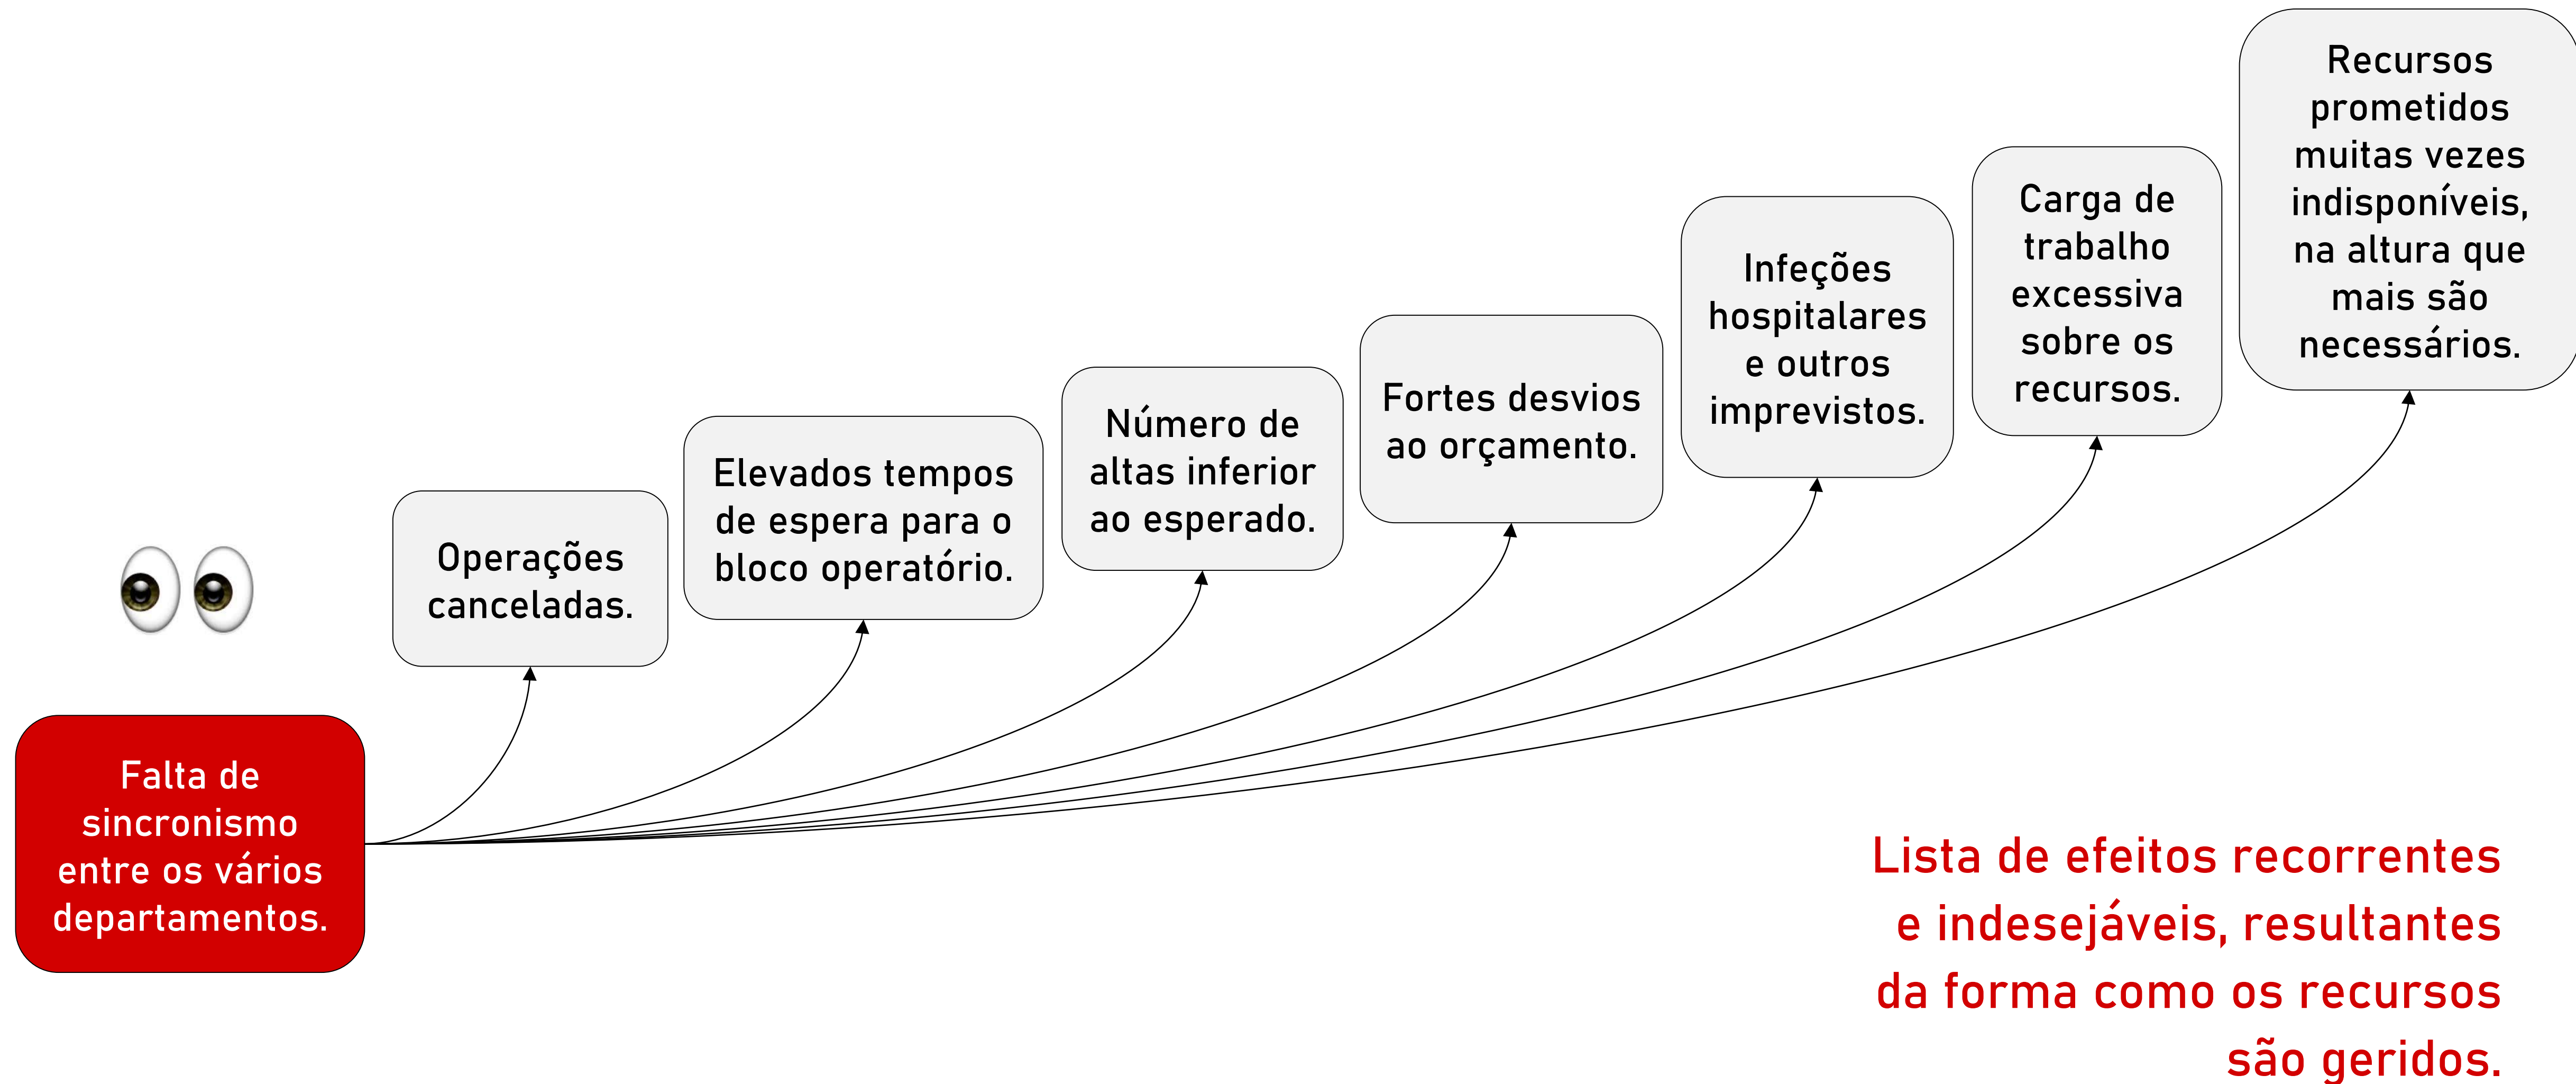 Falta de
sincronismo
entre os vários
departamentos.
Operações
canceladas.
Elevados tempos
de espera para o
bloco operatório.
Número de
altas inferior
ao esperado.
Fortes desvios
ao orçamento.
Infeções
hospitalares
e outros
imprevistos.
Carga de
trabalho
excessiva
sobre os
recursos.
Recursos
prometidos
muitas vezes
indisponíveis,
na altura que
mais são
necessários.
Lista de efeitos recorrentes
e indesejáveis, resultantes
da forma como os recursos
são geridos.